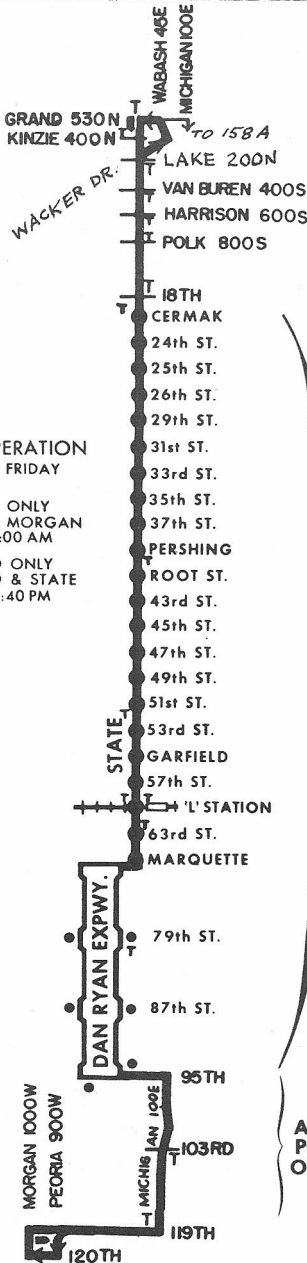 WABASH 45E
MICHIGAN 100E
T
GRAND 530N
KINZIE 400N
T
TO 158A
WACKER DR.
T
LAKE 200N
T
VAN BUREN 400S
T
HARRISON 600S
T
POLK 800S
T
18TH
T
CERMAK
24th ST.
25th ST.
26th ST.
29th ST.
31st ST.
33rd ST.
35th ST.
37th ST.
PERSHING
T
ROOT ST.
43rd ST.
45th ST.
47th ST.
49th ST.
51st ST.
T
STATE
53rd ST.
GARFIELD
57th ST.
T
'L' STATION
T
63rd ST.
MARQUETTE
ERATION
FRIDAY
ONLY
MORGAN
:00 AM
ONLY
& STATE
:40 PM
DAN RYAN EXPWY.
79th ST.
T
87th ST.
95TH
MICHIG
AN 100E
103RD
T
A
P
O
MORGAN 1000W
PEORIA 900W
T
119TH
120TH